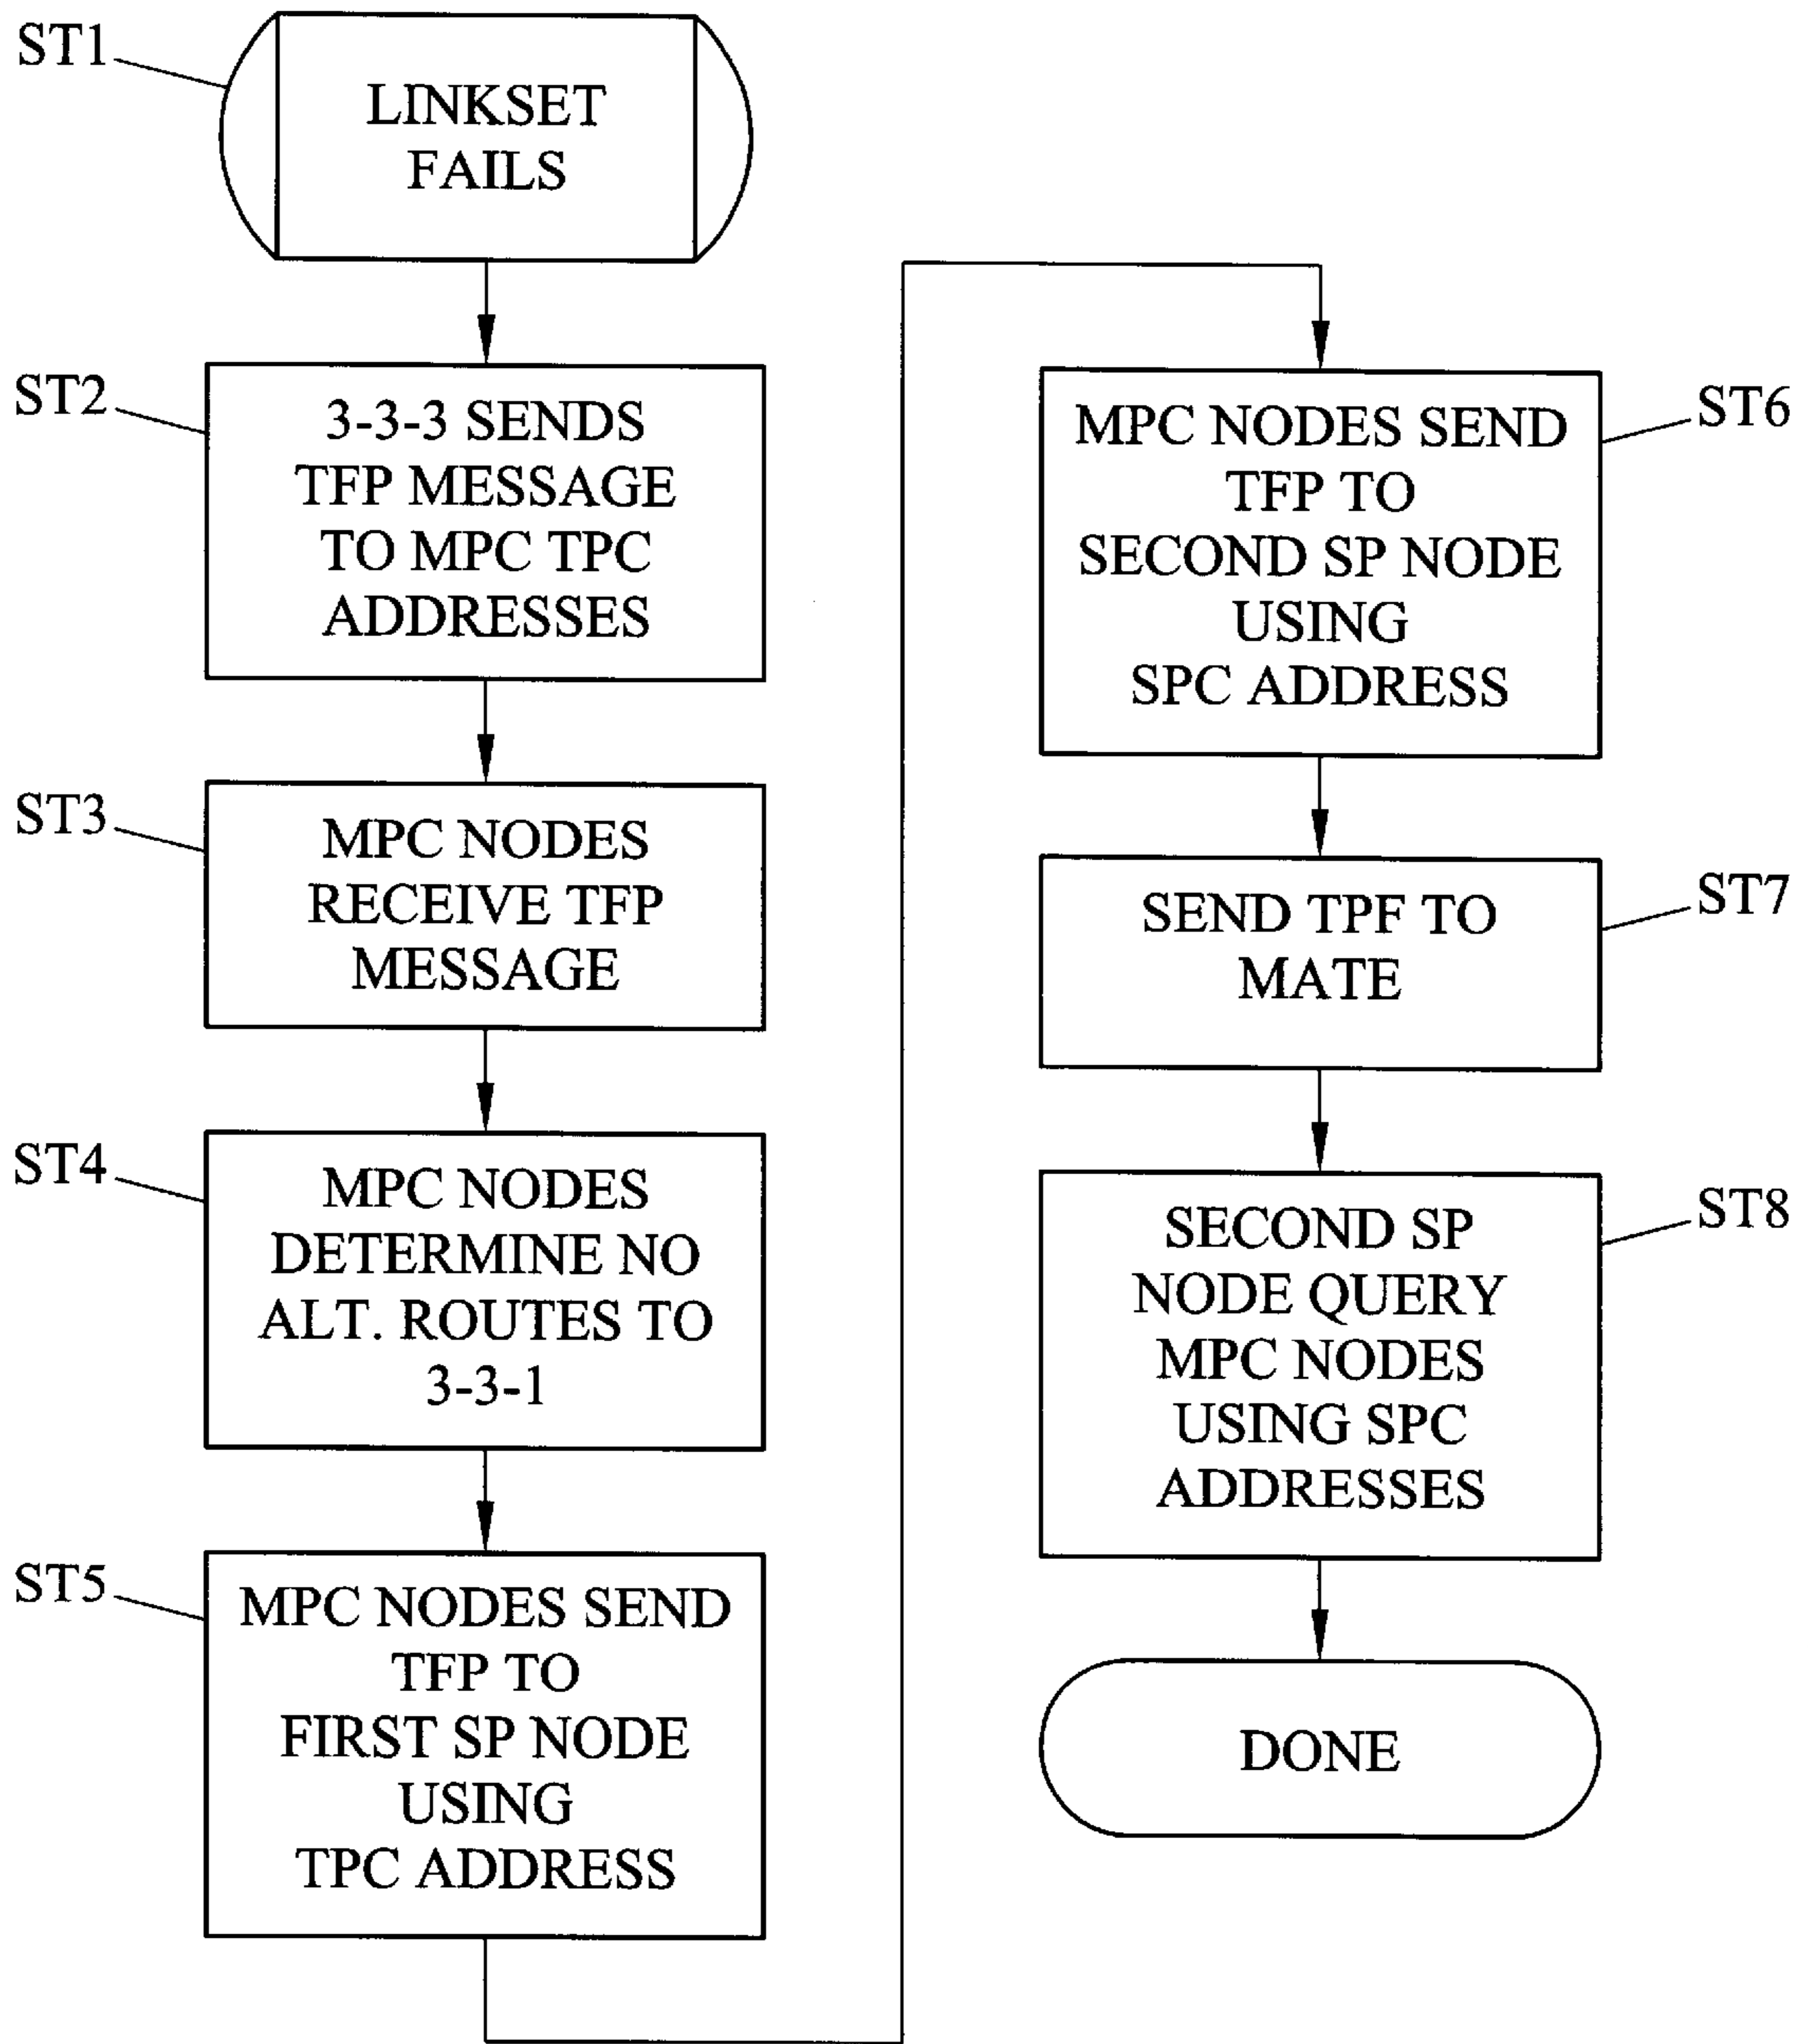 ST1
LINKSET
FAILS
ST2
3-3-3 SENDS
TFP MESSAGE
TO MPC TPC
ADDRESSES
ST3
MPC NODES
RECEIVE TFP
MESSAGE
ST4
MPC NODES
DETERMINE NO
ALT. ROUTES TO
3-3-1
ST5
MPC NODES SEND
TFP TO
FIRST SP NODE
USING
TPC ADDRESS
ST6
MPC NODES SEND
TFP TO
SECOND SP NODE
USING
SPC ADDRESS
ST7
SEND TPF TO
MATE
ST8
SECOND SP
NODE QUERY
MPC NODES
USING SPC
ADDRESSES
DONE